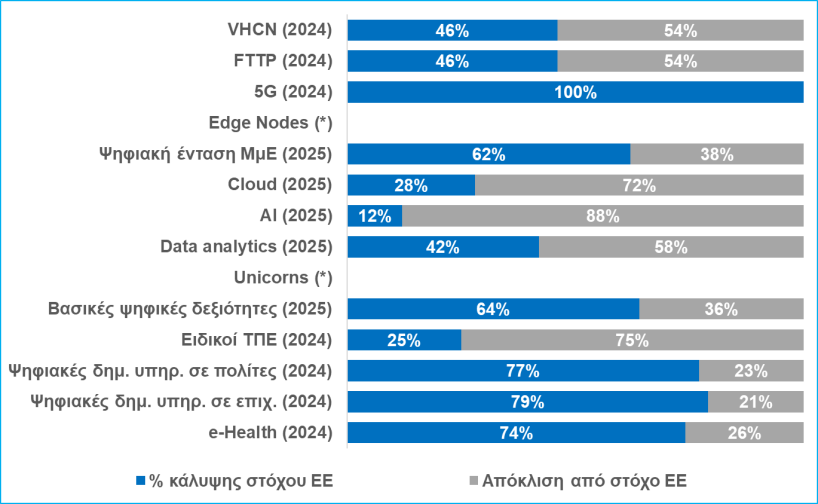 VHCN (2024) 46% 54%
FTTP (2024) 46% 54%
5G (2024) 100%
Edge Nodes (*)
Ψηφιακή ένταση ΜμΕ (2025) 62% 38%
Cloud (2025) 28% 72%
AI (2025) 12% 88%
Data analytics (2025) 42% 58%
Unicorns (*)
Βασικές ψηφικές δεξιότητες (2025) 64% 36%
Ειδικοί ΤΠΕ (2024) 25% 75%
Ψηφιακές δημ. υπηρ. σε πολίτες (2024) 77% 23%
Ψηφιακές δημ. υπηρ. σε επιχ. (2024) 79% 21%
e-Health (2024) 74% 26%
% κάλυψης στόχου ΕΕ Απόκλιση από στόχο ΕΕ